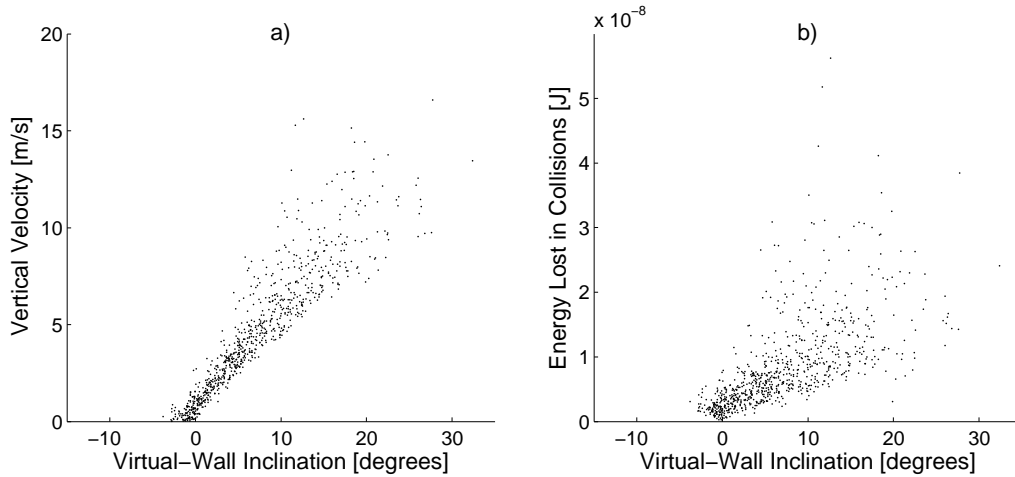 a)
20
15
10
5
0
Vertical Velocity [m/s]
−10 0 10 20 30
Virtual−Wall Inclination [degrees]
b)
x 10−8
5
4
3
2
1
0
Energy Lost in Collisions [J]
−10 0 10 20 30
Virtual−Wall Inclination [degrees]